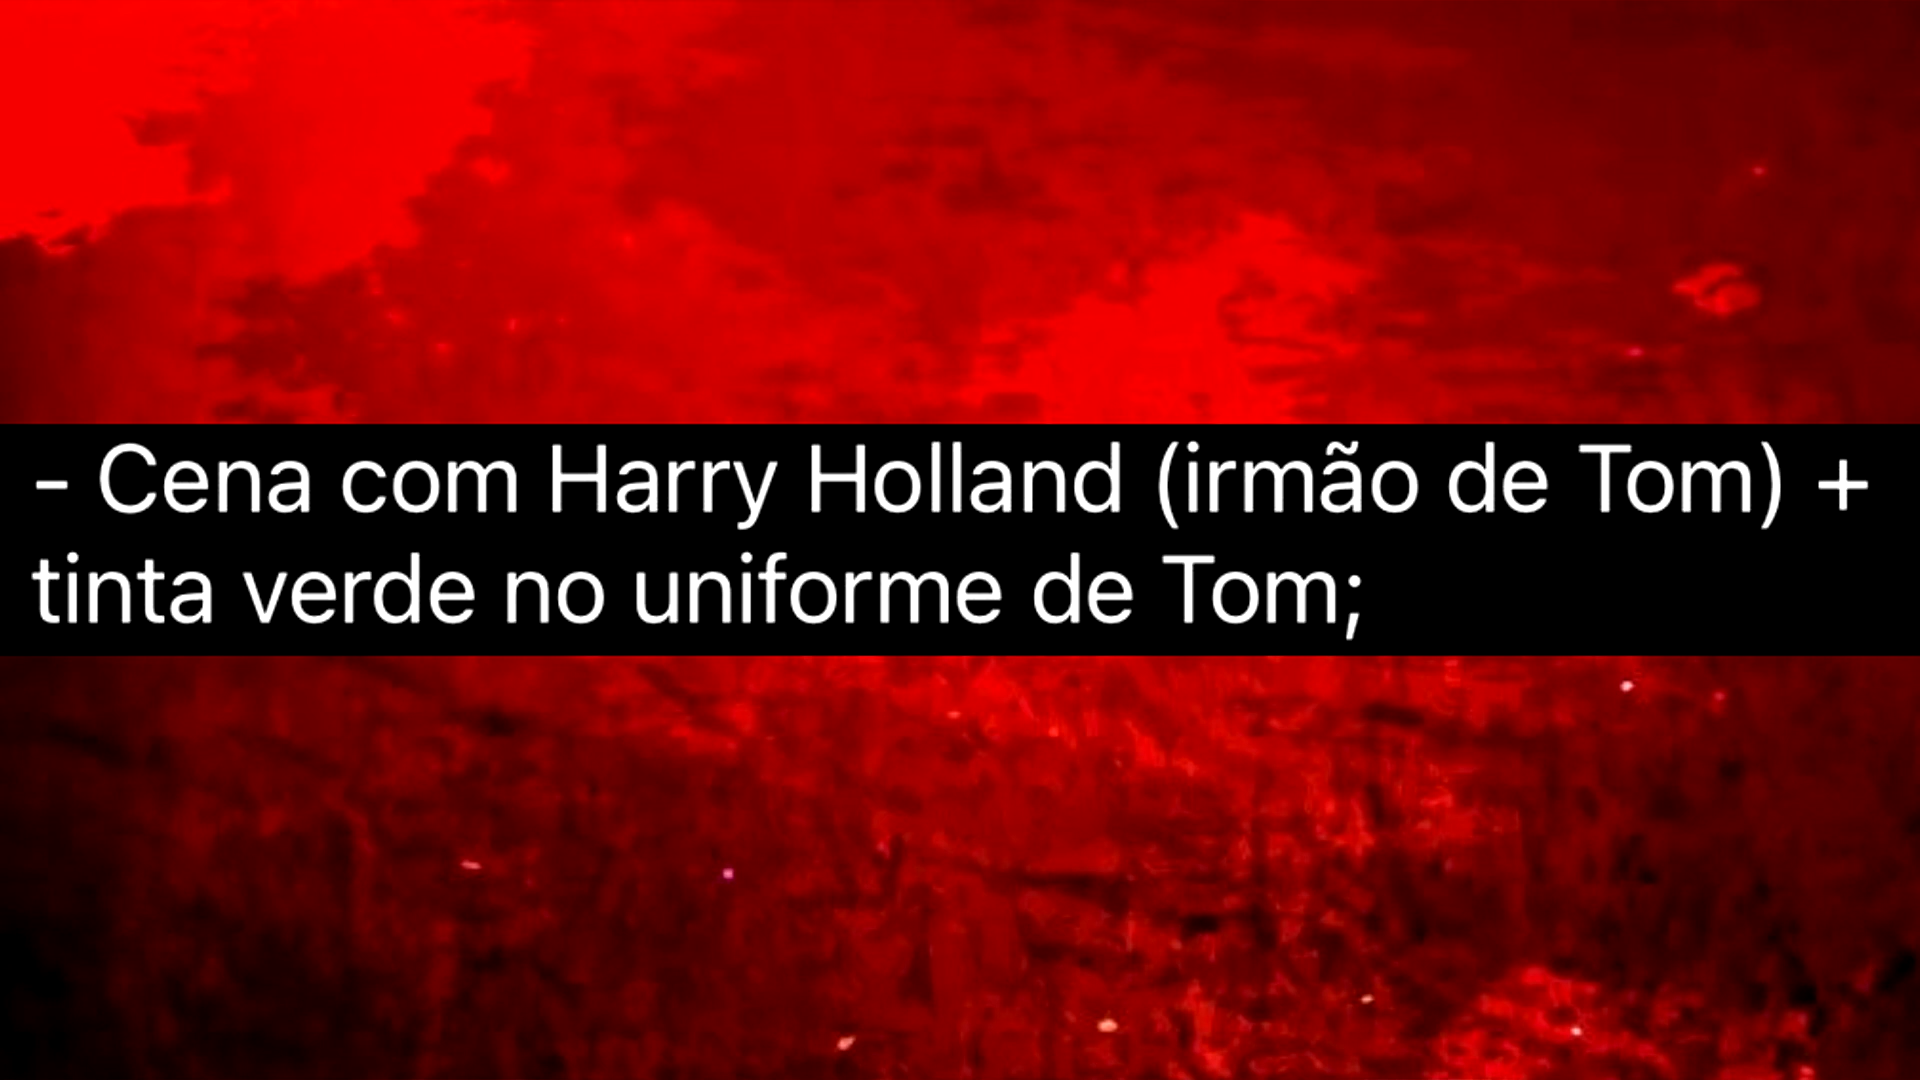 - Cena com Harry Holland (irmão de Tom) +
tinta verde no uniforme de Tom;